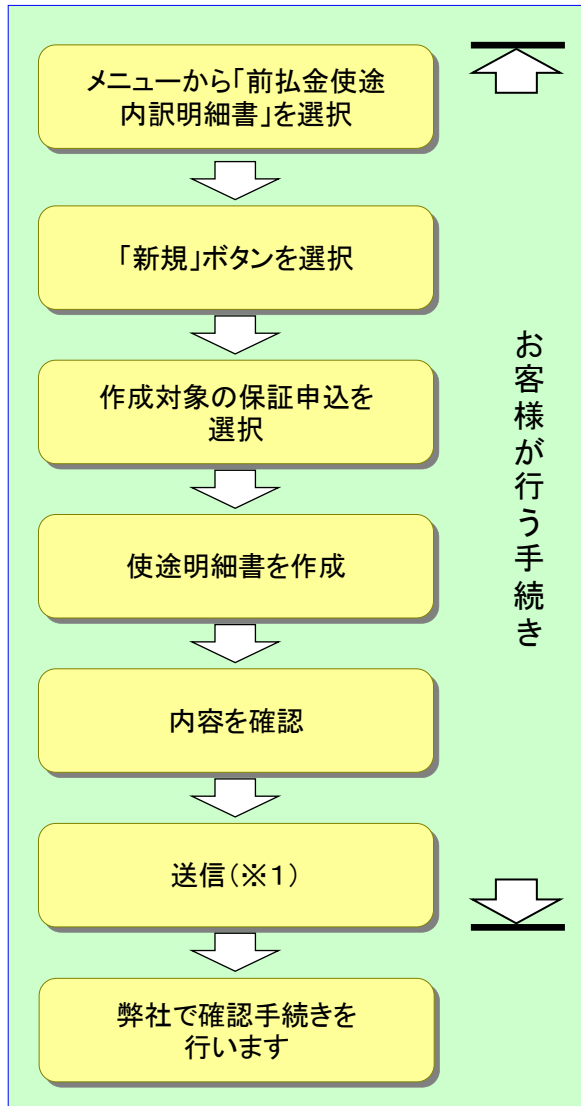 メニューから「前払金使途
内訳明細書」を選択
「新規」ボタンを選択
作成対象の保証申込を
選択
使途明細書を作成
内容を確認
送信(※１)
弊社で確認手続きを
行います
お客様が行う手続き